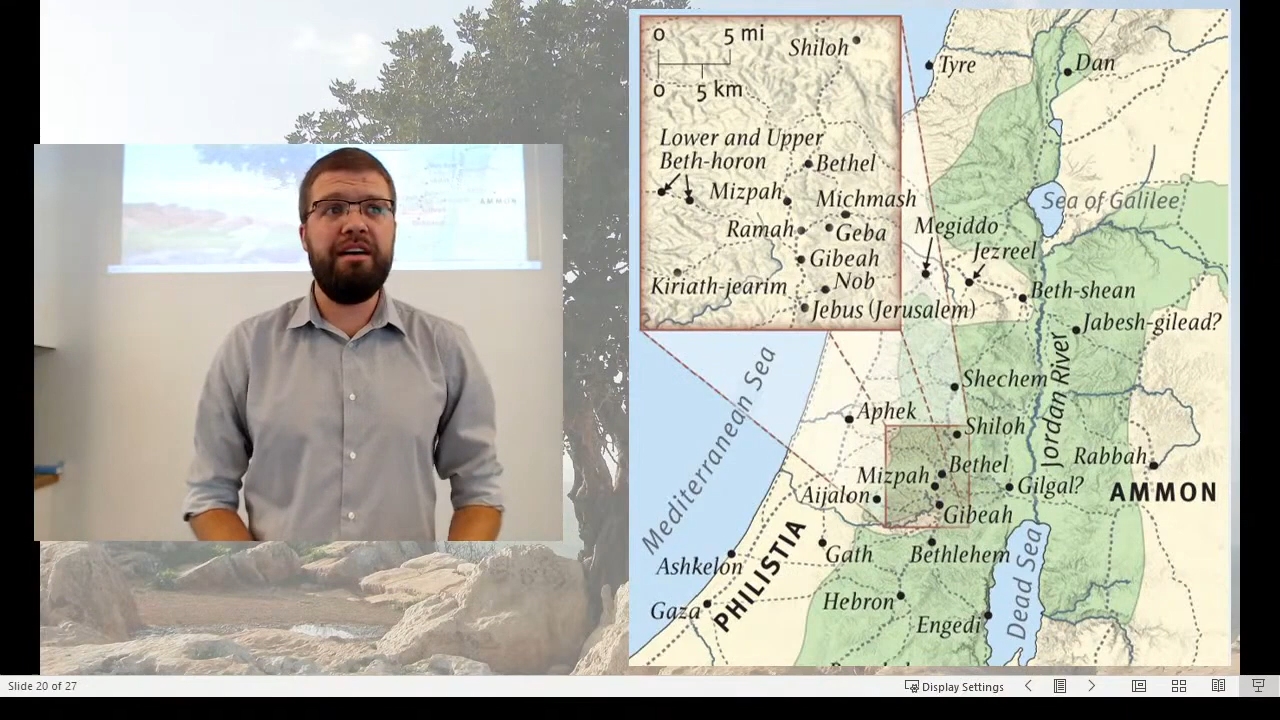 0
5 mi
Shiloh
0
5 km
Lower and Upper
Beth-horon
Bethel
Mizpah
Michmash
Ramah
Geba
Gibeah
Kiriath-jearim
Nob
Jebus (Jerusalem)
Tyre
Dan
Sea of Galilee
Megiddo
Jezreel
Beth-shean
Jabesh-gilead?
Jordan River
Shechem
Mediterranean Sea
Aphek
Shiloh
Bethel
Mizpah
Rabbah
Aijalon
Gilgal?
AMMON
Gibeah
PHILISTIA
Gath
Bethlehem
Ashkelon
Dead Sea
Hebron
Gaza
Engedi
AMMON
Slide 20 of 27
Display Settings